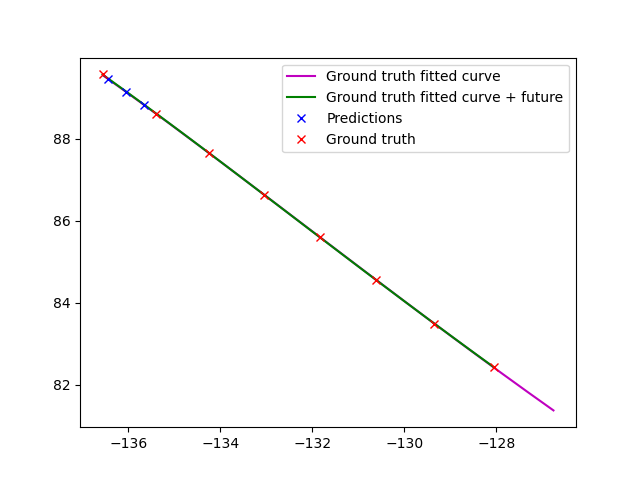 Ground truth fitted curve
Ground truth fitted curve + future
Predictions
Ground truth
88
86
84
82
−136
−134
−132
−130
−128